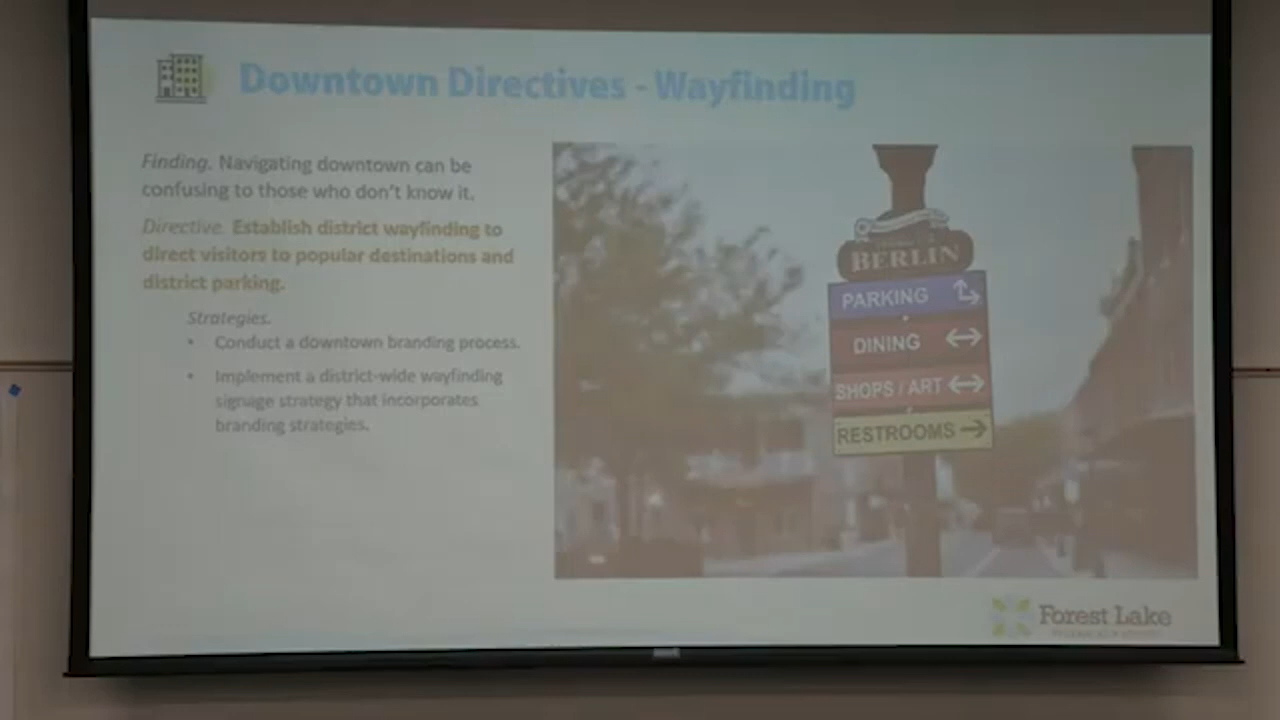 Downtown Directives - Wayfinding
Finding. Navigating downtown can be
confusing to those who don't know it.
Directive. Establish district wayfinding to
direct visitors to popular destinations and
district parking.
Strategies.
• Conduct a downtown branding process.
• Implement a district-wide wayfinding
signage strategy that incorporates
branding strategies.
BERLIN
PARKING
DINING
SHOPS / ART
RESTROOMS
Forest Lake